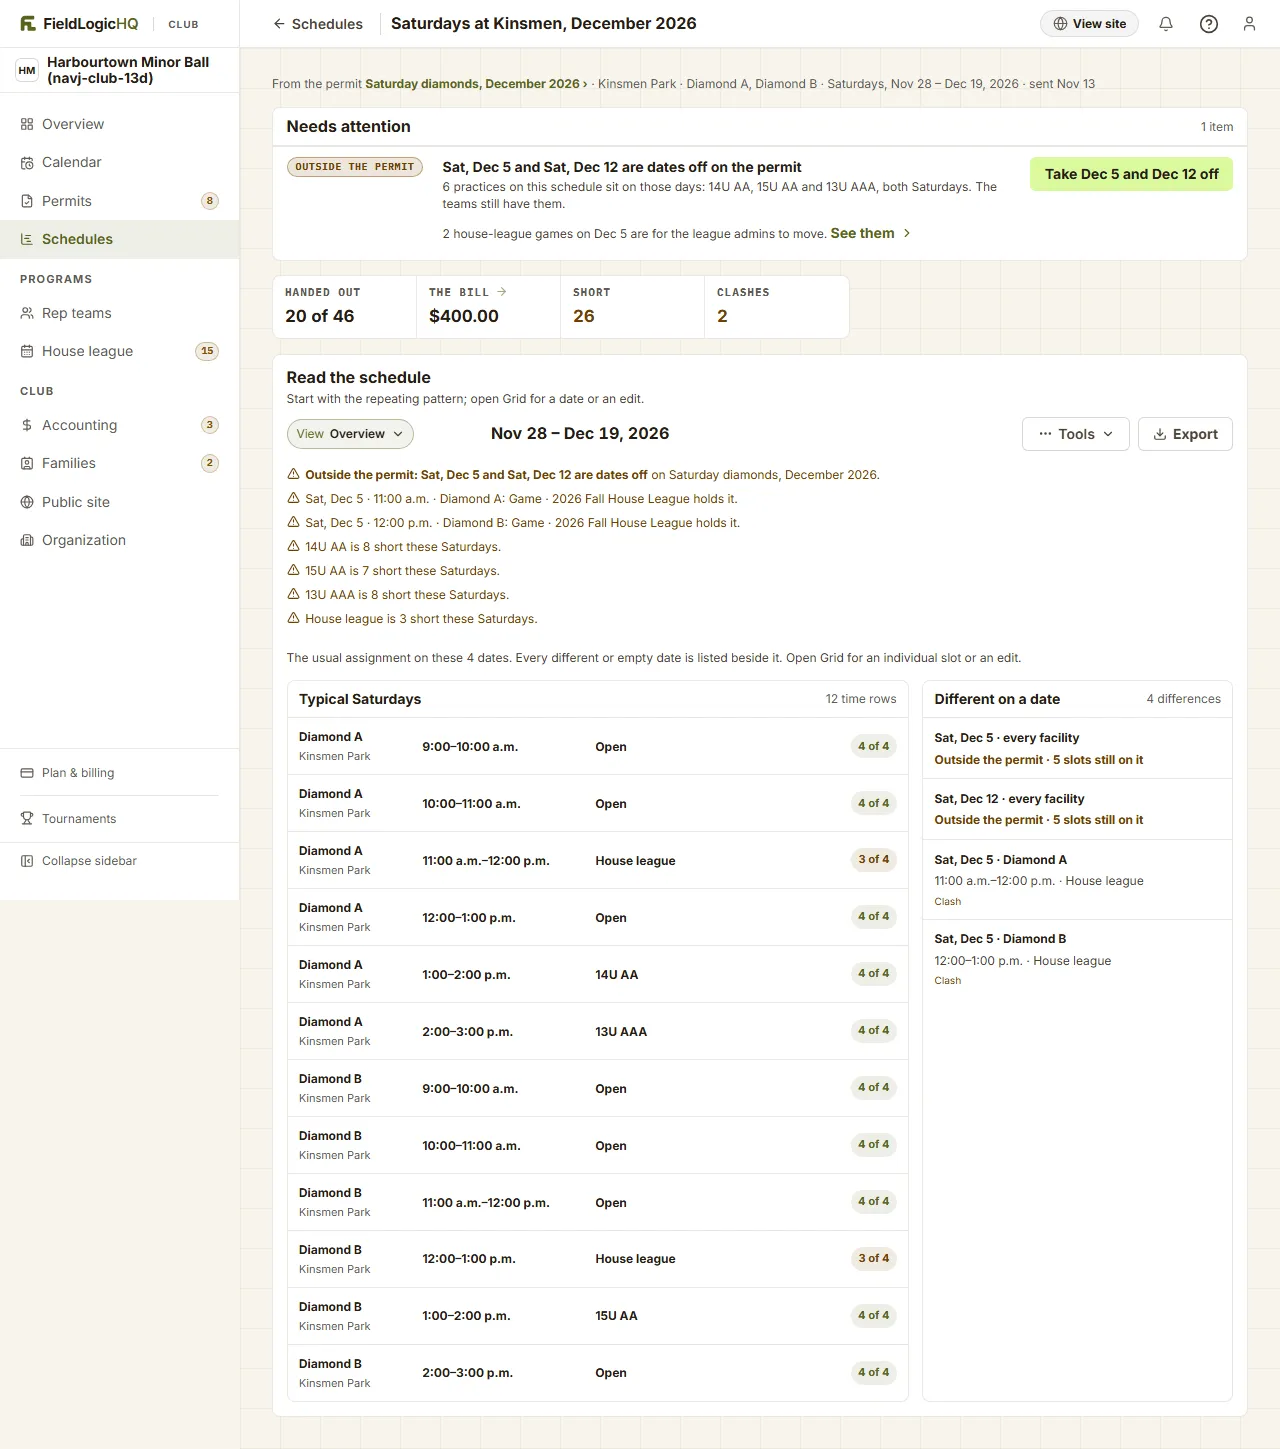 FieldLogicHQ CLUB
← Schedules
Saturdays at Kinsmen, December 2026
View site
HM
Harbourtown Minor Ball
(navj-club-13d)
Overview
Calendar
Permits 8
Schedules
PROGRAMS
Rep teams
House league 15
CLUB
Accounting 3
Families 2
Public site
Organization
Plan & billing
Tournaments
Collapse sidebar
From the permit Saturday diamonds, December 2026 › · Kinsmen Park · Diamond A, Diamond B · Saturdays, Nov 28 – Dec 19, 2026 · sent Nov 13
Needs attention
1 item
OUTSIDE THE PERMIT
Sat, Dec 5 and Sat, Dec 12 are dates off on the permit
6 practices on this schedule sit on those days: 14U AA, 15U AA and 13U AAA, both Saturdays. The
teams still have them.
2 house-league games on Dec 5 are for the league admins to move. See them ›
Take Dec 5 and Dec 12 off
HANDED OUT
20 of 46
THE BILL →
$400.00
SHORT
26
CLASHES
2
Read the schedule
Start with the repeating pattern; open Grid for a date or an edit.
View Overview
Nov 28 – Dec 19, 2026
Tools
Export
Outside the permit: Sat, Dec 5 and Sat, Dec 12 are dates off on Saturday diamonds, December 2026.
Sat, Dec 5 · 11:00 a.m. · Diamond A: Game · 2026 Fall House League holds it.
Sat, Dec 5 · 12:00 p.m. · Diamond B: Game · 2026 Fall House League holds it.
14U AA is 8 short these Saturdays.
15U AA is 7 short these Saturdays.
13U AAA is 8 short these Saturdays.
House league is 3 short these Saturdays.
The usual assignment on these 4 dates. Every different or empty date is listed beside it. Open Grid for an individual slot or an edit.
Typical Saturdays
12 time rows
Diamond A
Kinsmen Park
9:00–10:00 a.m.
Open
4 of 4
Diamond A
Kinsmen Park
10:00–11:00 a.m.
Open
4 of 4
Diamond A
Kinsmen Park
11:00 a.m.–12:00 p.m.
House league
3 of 4
Diamond A
Kinsmen Park
12:00–1:00 p.m.
Open
4 of 4
Diamond A
Kinsmen Park
1:00–2:00 p.m.
14U AA
4 of 4
Diamond A
Kinsmen Park
2:00–3:00 p.m.
13U AAA
4 of 4
Diamond B
Kinsmen Park
9:00–10:00 a.m.
Open
4 of 4
Diamond B
Kinsmen Park
10:00–11:00 a.m.
Open
4 of 4
Diamond B
Kinsmen Park
11:00 a.m.–12:00 p.m.
Open
4 of 4
Diamond B
Kinsmen Park
12:00–1:00 p.m.
House league
3 of 4
Diamond B
Kinsmen Park
1:00–2:00 p.m.
15U AA
4 of 4
Diamond B
Kinsmen Park
2:00–3:00 p.m.
Open
4 of 4
Different on a date
4 differences
Sat, Dec 5 · every facility
Outside the permit · 5 slots still on it
Sat, Dec 12 · every facility
Outside the permit · 5 slots still on it
Sat, Dec 5 · Diamond A
11:00 a.m.–12:00 p.m. · House league
Clash
Sat, Dec 5 · Diamond B
12:00–1:00 p.m. · House league
Clash